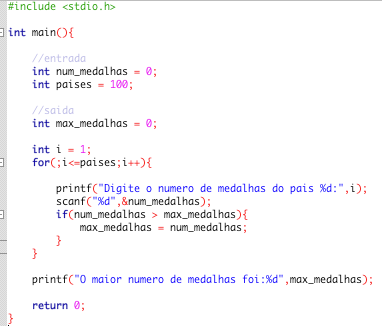 #include <stdio.h>
int main(){
//entrada
int num_medalhas = 0;
int paises = 100;
//saida
int max_medalhas = 0;
int i = 1;
for(;i<=paises;i++){
printf("Digite o numero de medalhas do pais %d:",i);
scanf("%d",&num_medalhas);
if(num_medalhas > max_medalhas){
max_medalhas = num_medalhas;
}
}
printf("O maior numero de medalhas foi:%d",max_medalhas);
return 0;
}